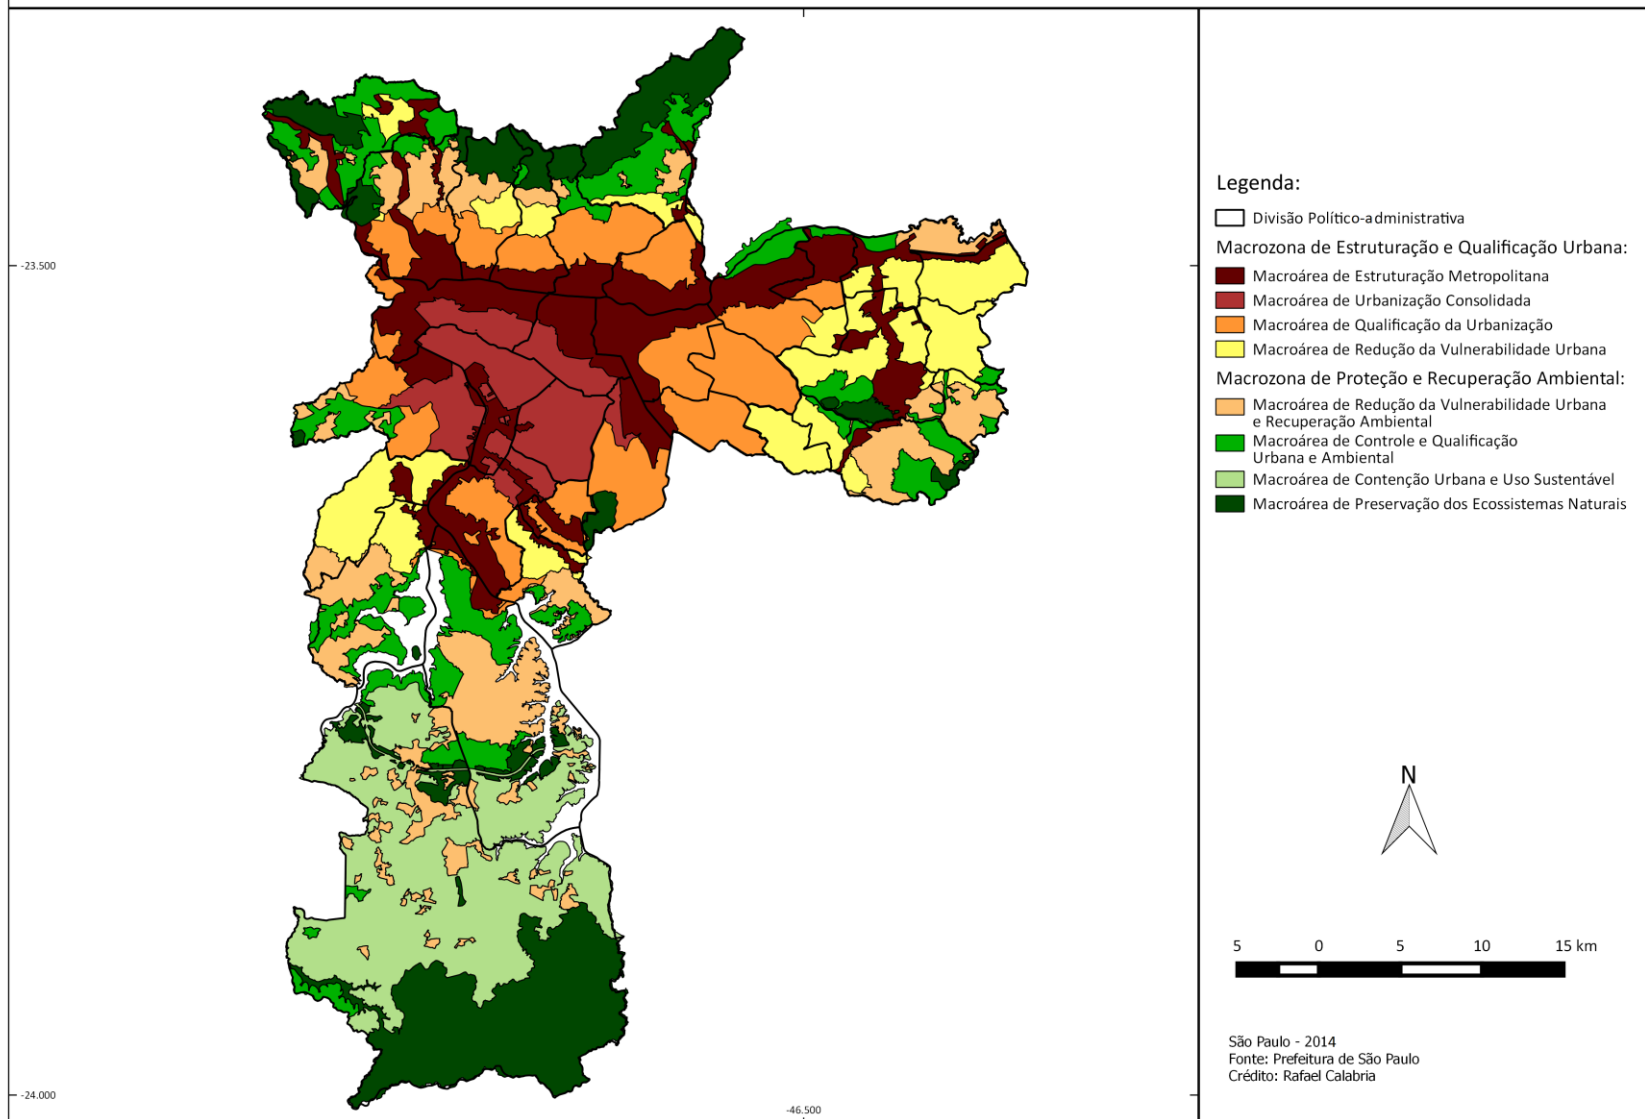 -23.500
-24.000
-46.500
Legenda:
Divisão Político-administrativa
Macrozona de Estruturação e Qualificação Urbana:
Macroárea de Estruturação Metropolitana
Macroárea de Urbanização Consolidada
Macroárea de Qualificação da Urbanização
Macroárea de Redução da Vulnerabilidade Urbana
Macrozona de Proteção e Recuperação Ambiental:
Macroárea de Redução da Vulnerabilidade Urbana
e Recuperação Ambiental
Macroárea de Controle e Qualificação
Urbana e Ambiental
Macroárea de Contenção Urbana e Uso Sustentável
Macroárea de Preservação dos Ecossistemas Naturais
N
5 0 5 10 15 km
São Paulo - 2014
Fonte: Prefeitura de São Paulo
Crédito: Rafael Calabria